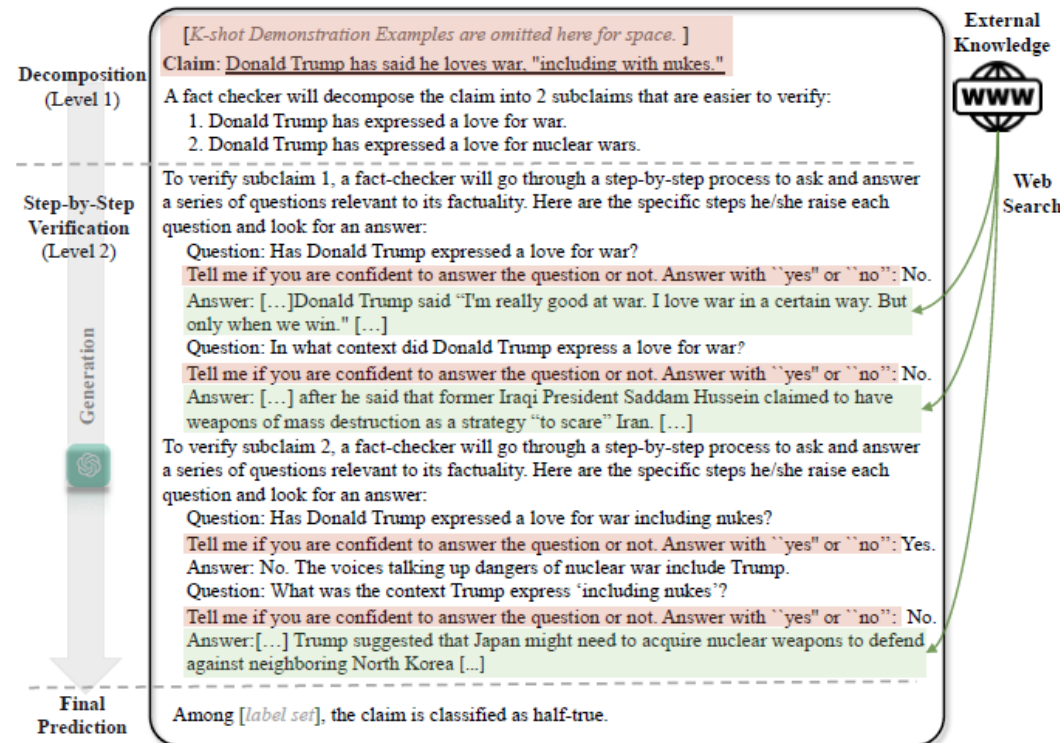 [K-shot Demonstration Examples are omitted here for space. ]
Claim: Donald Trump has said he loves war, "including with nukes."
External
Knowledge
WWW
Decomposition
(Level 1)
A fact checker will decompose the claim into 2 subclaims that are easier to verify:
1. Donald Trump has expressed a love for war.
2. Donald Trump has expressed a love for nuclear wars.
Web
Search
Step-by-Step
Verification
(Level 2)
To verify subclaim 1, a fact-checker will go through a step-by-step process to ask and answer
a series of questions relevant to its factuality. Here are the specific steps he/she raise each
question and look for an answer:
Question: Has Donald Trump expressed a love for war?
Tell me if you are confident to answer the question or not. Answer with ``yes" or ``no”: No.
Answer: […]Donald Trump said “I'm really good at war. I love war in a certain way. But
only when we win." […]
Question: In what context did Donald Trump express a love for war?
Tell me if you are confident to answer the question or not. Answer with ``yes" or ``no”: No.
Answer: […] after he said that former Iraqi President Saddam Hussein claimed to have
weapons of mass destruction as a strategy “to scare” Iran. […]
Generation
To verify subclaim 2, a fact-checker will go through a step-by-step process to ask and answer
a series of questions relevant to its factuality. Here are the specific steps he/she raise each
question and look for an answer:
Question: Has Donald Trump expressed a love for war including nukes?
Tell me if you are confident to answer the question or not. Answer with ``yes" or ``no”: Yes.
Answer: No. The voices talking up dangers of nuclear war include Trump.
Question: What was the context Trump express ‘including nukes’?
Tell me if you are confident to answer the question or not. Answer with ``yes" or ``no”: No.
Answer:[…] Trump suggested that Japan might need to acquire nuclear weapons to defend
against neighboring North Korea [...]
Final
Prediction
Among [label set], the claim is classified as half-true.